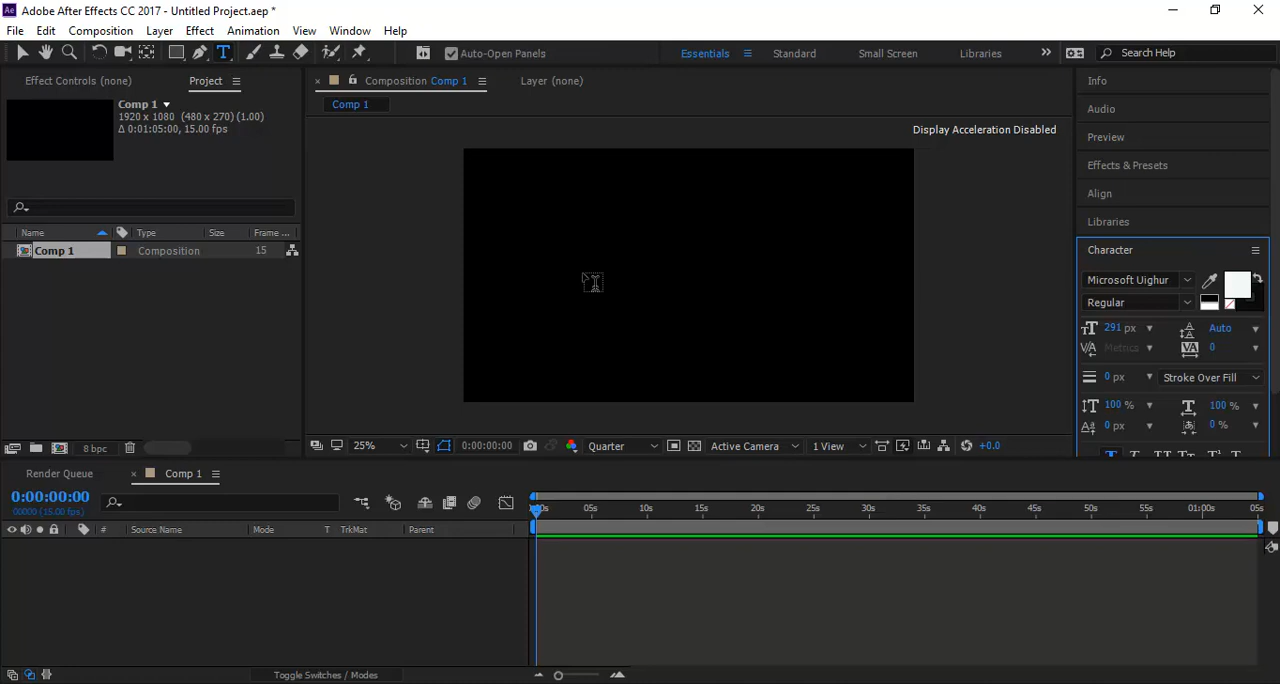 Ae Adobe After Effects CC 2017 - Untitled Project.aep *
File Edit Composition Layer Effect Animation View Window Help
T Auto-Open Panels Essentials Standard Small Screen Libraries Search Help
Effect Controls (none) Project Composition Comp 1 Layer (none) Info
Comp 1 1920 x 1080 (480 x 270) (1.00) Δ 0:01:05:00, 15.00 fps
Comp 1
Display Acceleration Disabled
Audio
Preview
Effects & Presets
Align
Libraries
Name Type Size Frame ...
Comp 1 Composition 15
Character
Microsoft Uighur
Regular
291 px Auto
Metrics 0
0 px Stroke Over Fill
100 % 100 %
0 px 0 %
8 bpc 25% 0:00:00:00 Quarter Active Camera 1 View +0.0
Render Queue Comp 1
0:00:00:00
00000 (15.00 fps)
05s 10s 15s 20s 25s 30s 35s 40s 45s 50s 55s 01:00s 05s
# Source Name Mode T TrkMat Parent
Toggle Switches / Modes